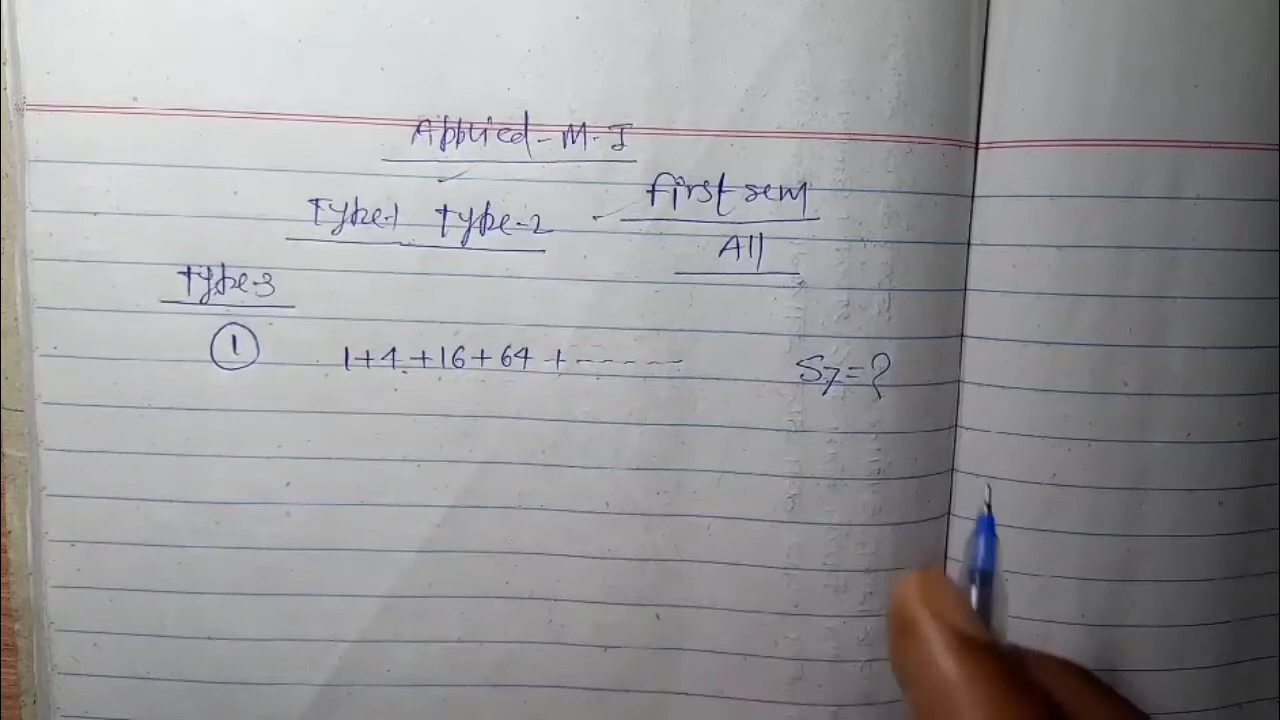 Applied-M-I
Type-1 Type-2 First sem
All
Type-3
1 1+4+16+64+----- S7=?